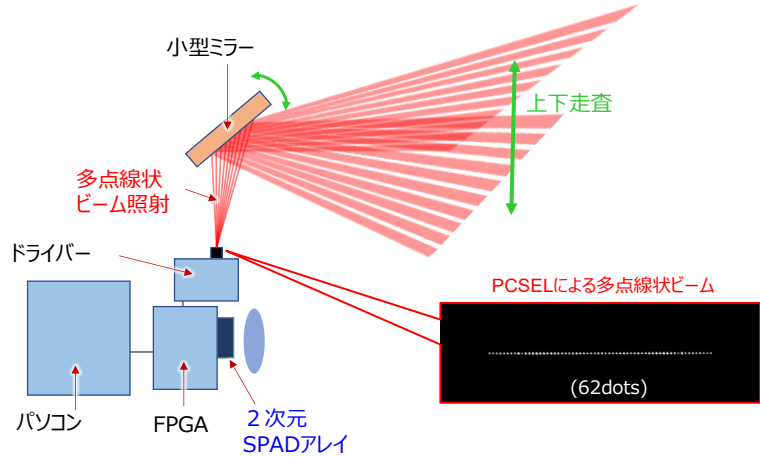 小型ミラー
上下走査
多点線状
ビーム照射
ドライバー
PCSELによる多点線状ビーム
(62dots)
パソコン
FPGA
２次元
SPADアレイ